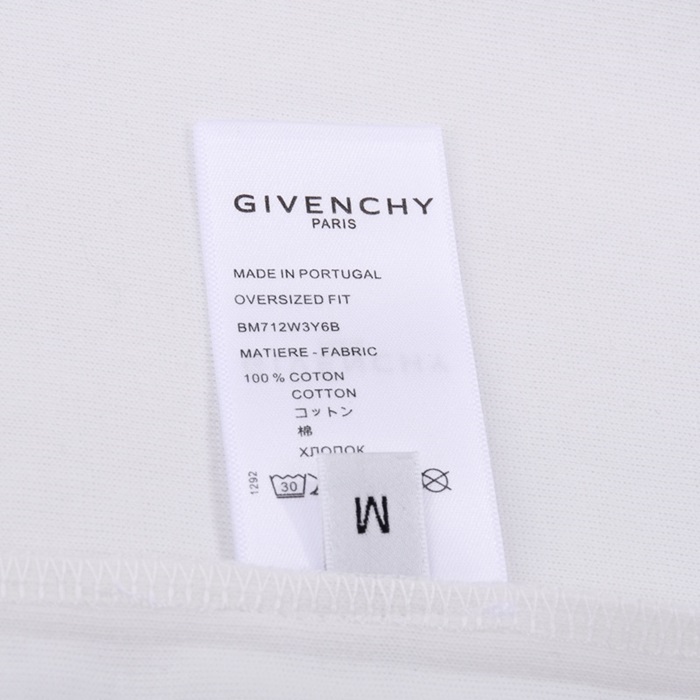 GIVENCHY
PARIS
MADE IN PORTUGAL
OVERSIZED FIT
BM712W3Y6B
MATIERE - FABRIC
100 % COTON
COTTON
コットン
棉
ХЛОПОК
1292
30
M